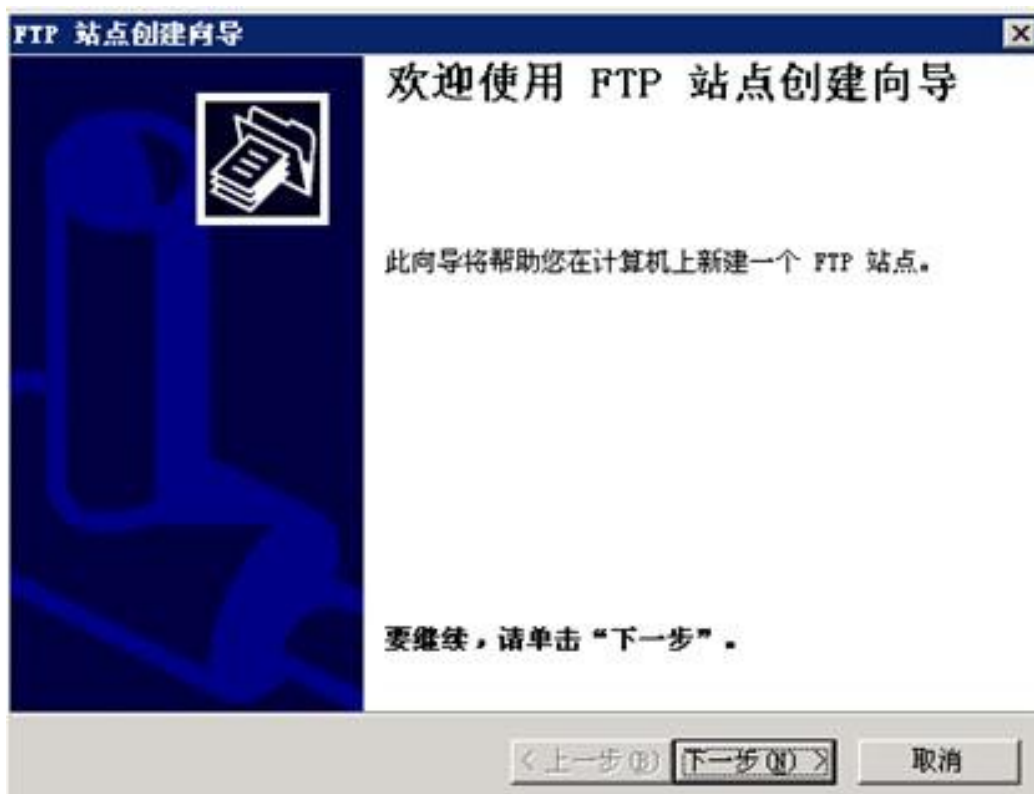 FTP 站点创建向导
欢迎使用 FTP 站点创建向导
此向导将帮助您在计算机上新建一个 FTP 站点。
要继续，请单击“下一步”。
< 上一步(B)
下一步(N) >
取消